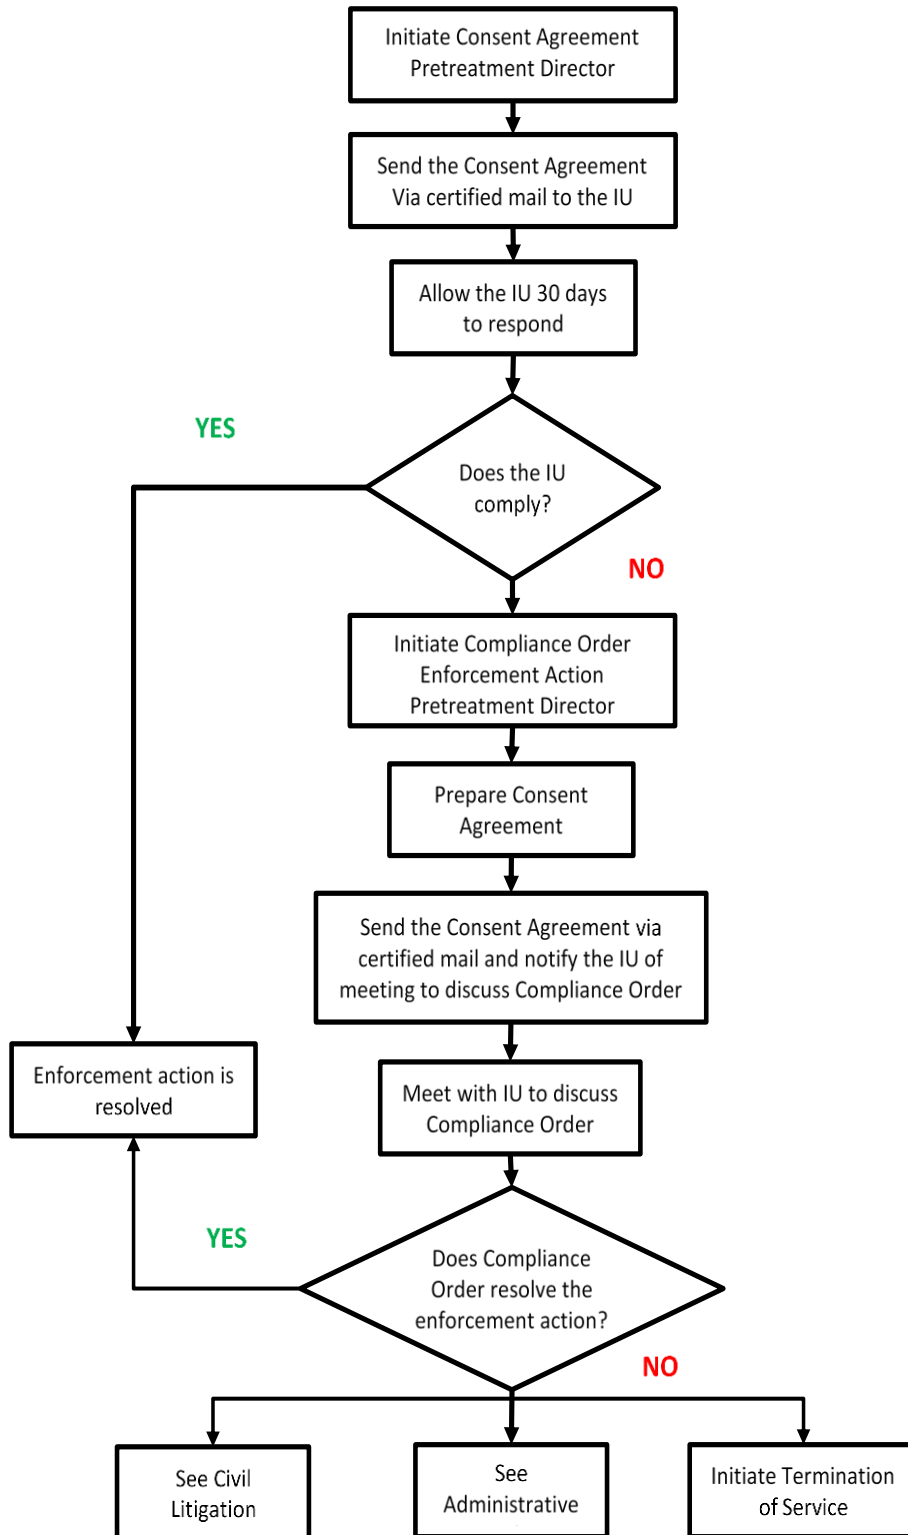 Initiate Consent Agreement
Pretreatment Director
Send the Consent Agreement
Via certified mail to the IU
Allow the IU 30 days
to respond
YES
Does the IU
comply?
NO
Initiate Compliance Order
Enforcement Action
Pretreatment Director
Prepare Consent
Agreement
Send the Consent Agreement via
certified mail and notify the IU of
meeting to discuss Compliance Order
Enforcement action is
resolved
Meet with IU to discuss
Compliance Order
YES
Does Compliance
Order resolve the
enforcement action?
NO
See Civil
Litigation
See
Administrative
Initiate Termination
of Service